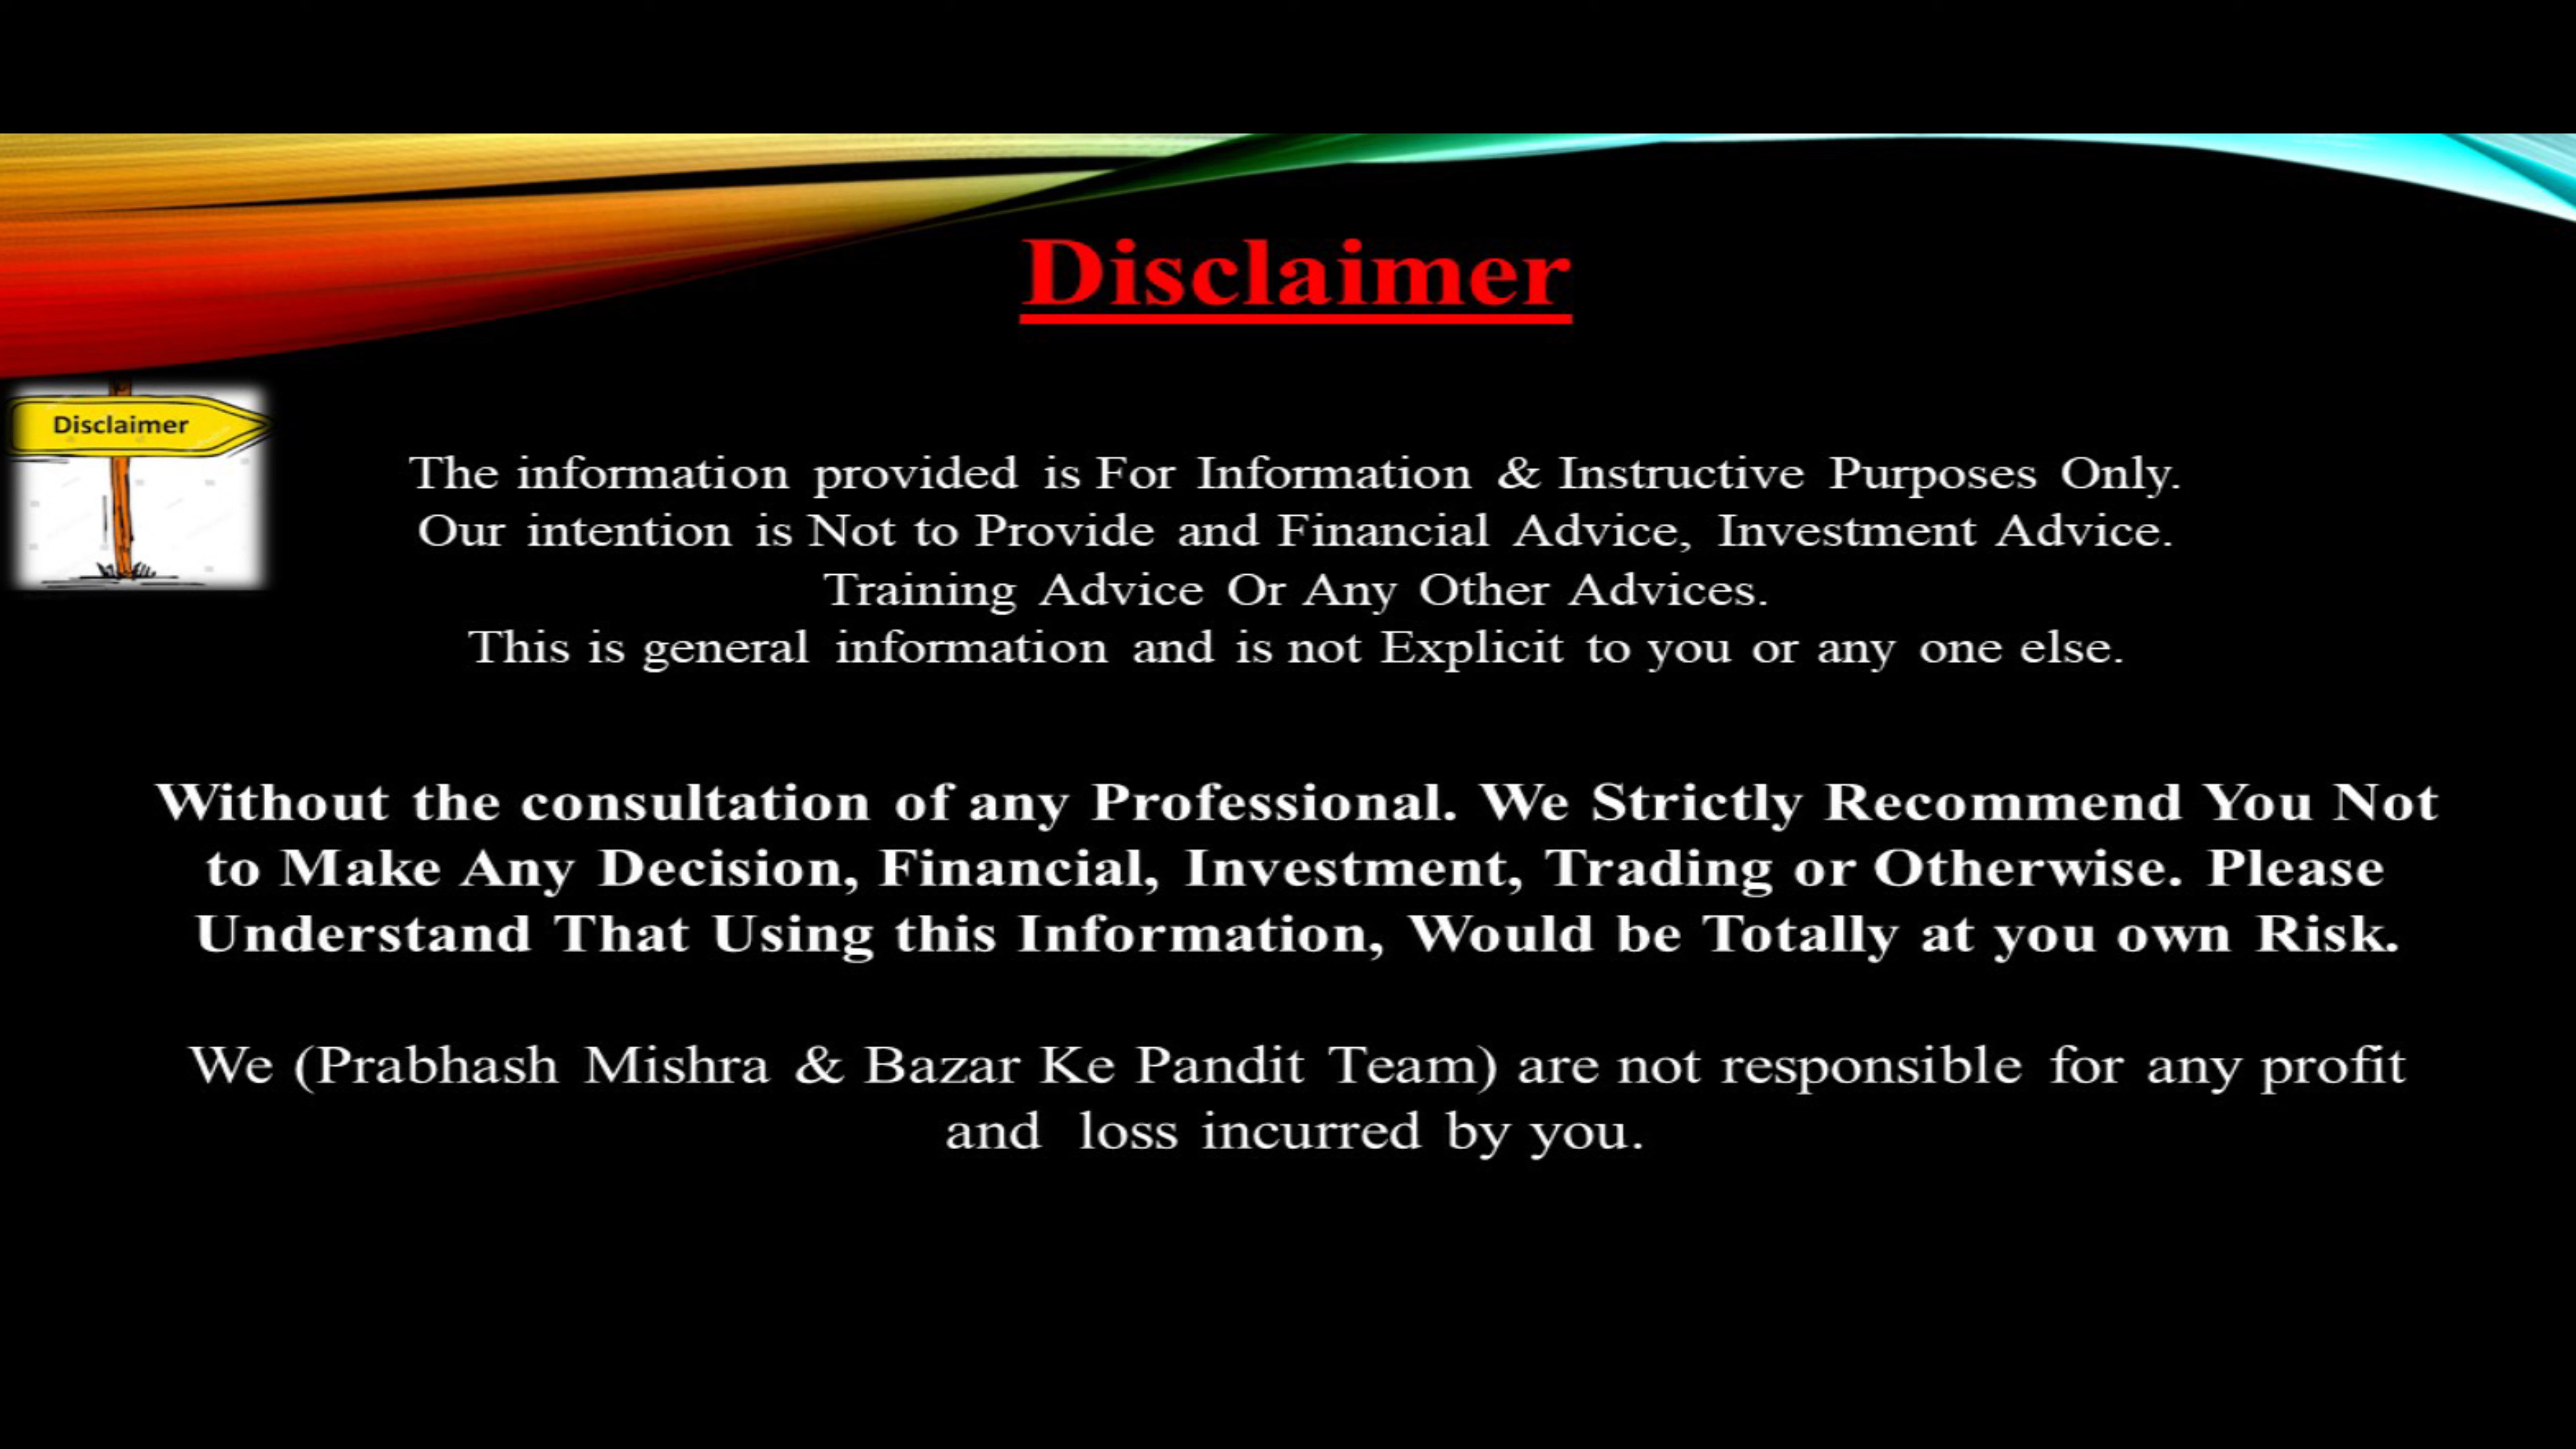 Disclaimer
Disclaimer
The information provided is For Information & Instructive Purposes Only.
Our intention is Not to Provide and Financial Advice, Investment Advice.
Training Advice Or Any Other Advices.
This is general information and is not Explicit to you or any one else.
Without the consultation of any Professional. We Strictly Recommend You Not
to Make Any Decision, Financial, Investment, Trading or Otherwise. Please
Understand That Using this Information, Would be Totally at you own Risk.
We (Prabhash Mishra & Bazar Ke Pandit Team) are not responsible for any profit
and loss incurred by you.